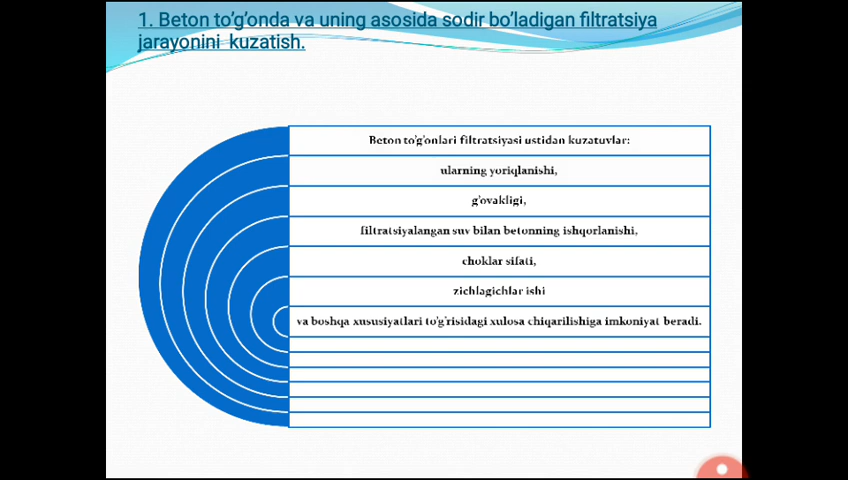 1. Beton to’g’onda va uning asosida sodir bo’ladigan filtratsiya
jarayonini kuzatish.
Beton to’g’onlari filtratsiyasi ustidan kuzatuvlar:
ularning yoriqlanishi,
g’ovakligi,
filtratsiyalangan suv bilan betonning ishqorlanishi,
choklar sifati,
zichlagichlar ishi
va boshqa xususiyatlari to’g’risidagi xulosa chiqarilishiga imkoniyat beradi.